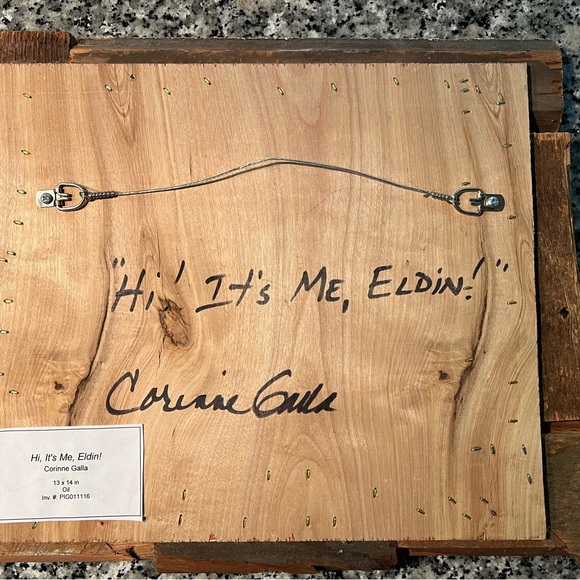 "Hi! It's Me, Eldin!"
Corinne Galla
Hi, It's Me, Eldin!
Corinne Galla
13 x 14 in
Oil
Inv. #: PIG011116